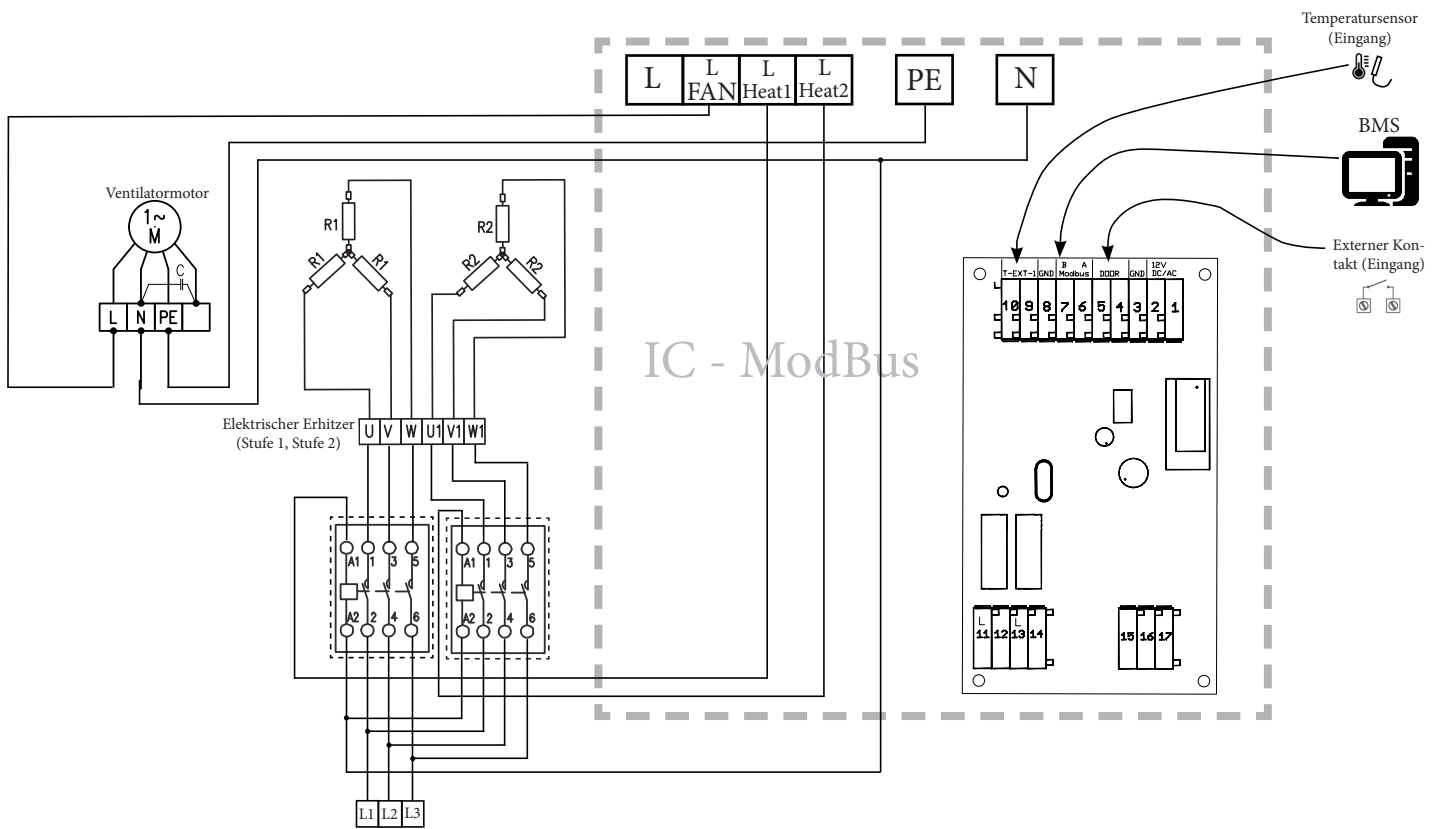 Temperatursensor
(Eingang)
L
L
FAN
L
Heat1
L
Heat2
PE
N
BMS
Ventilatormotor
1~
M
C
L N PE
R1
R1
R1
R2
R2
R2
Externer Kon-
takt (Eingang)
B A 12V
T-EXT-1 GND Modbus DOOR GND DC/AC
L
10 9 8 7 6 5 4 3 2 1
IC - ModBus
Elektrischer Erhitzer
(Stufe 1, Stufe 2)
U V W U1 V1 W1
A1 1 3 5
A2 2 4 6
A1 1 3 5
A2 2 4 6
L L
11 12 13 14
15 16 17
L1 L2 L3